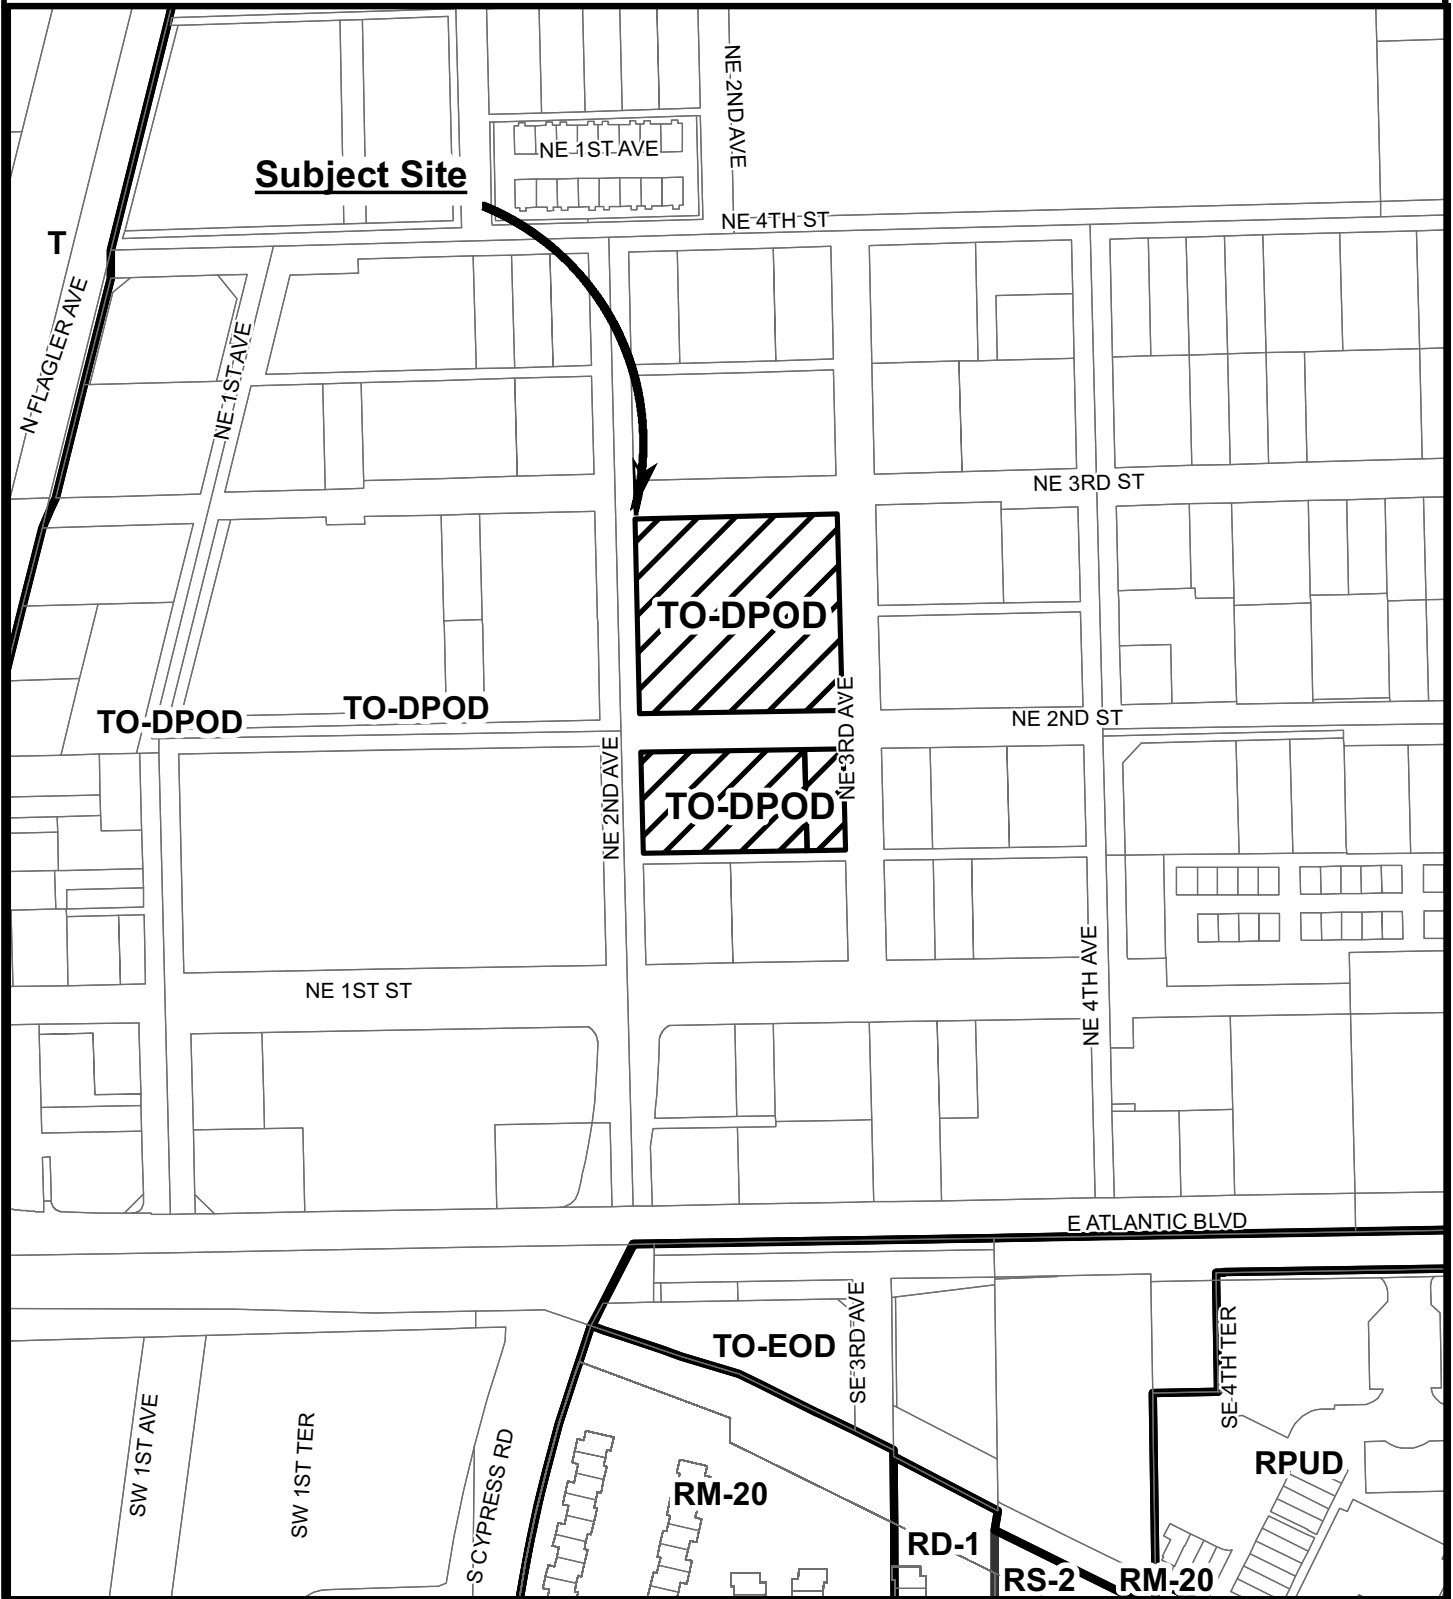 NE 2ND AVE
NE 1ST AVE
Subject Site
NE 4TH ST
T
N FLAGLER AVE
NE 1ST AVE
NE 3RD ST
TO-DPOD
NE 3RD AVE
TO-DPOD
TO-DPOD
NE 2ND ST
NE 2ND AVE
TO-DPOD
NE 4TH AVE
NE 1ST ST
E ATLANTIC BLVD
SE 3RD AVE
TO-EOD
SE 4TH TER
SW 1ST AVE
SW 1ST TER
S CYPRESS RD
RPUD
RM-20
RD-1
RS-2
RM-20